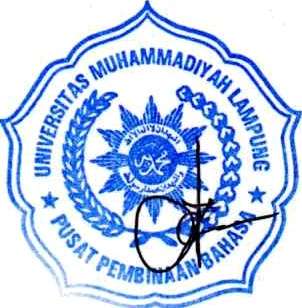 UNIVERSITAS MUHAMMADIYAH LAMPUNG
PUSAT PEMBINAAN BAHASA